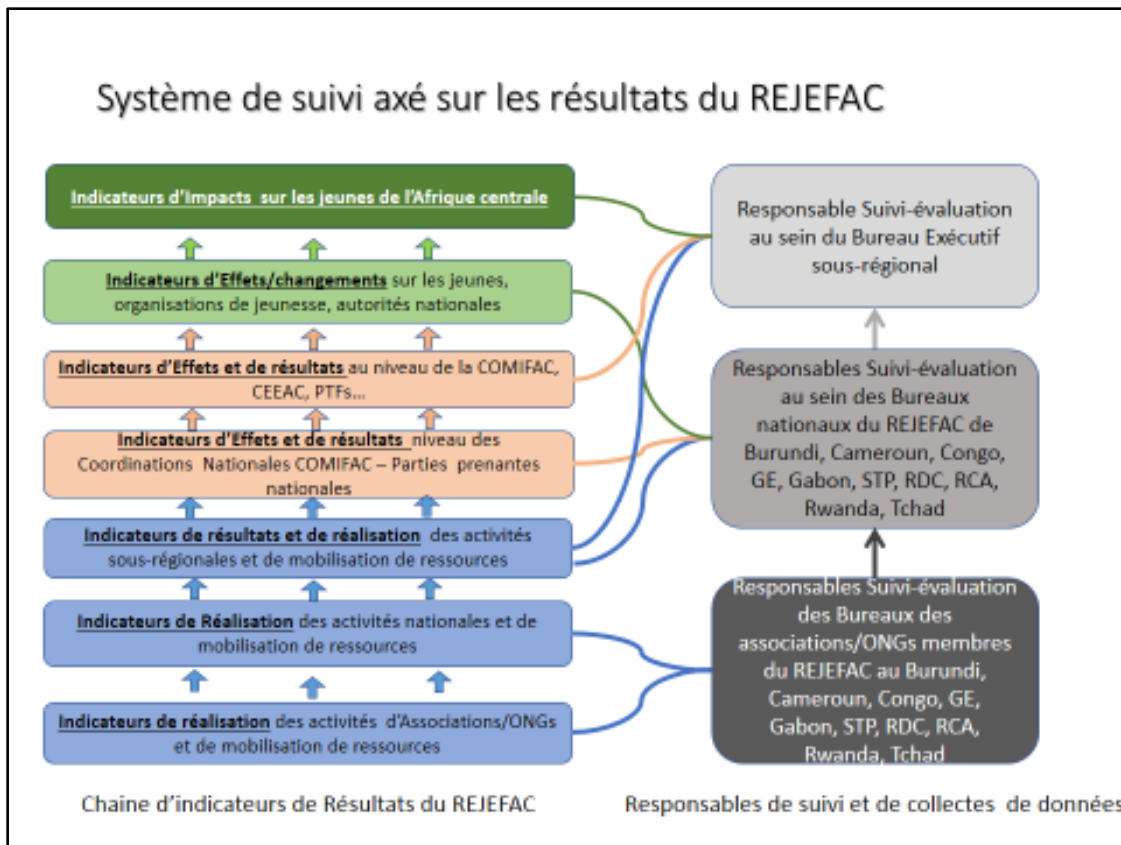 Système de suivi axé sur les résultats du REJEFAC
Indicateurs d'Impacts sur les jeunes de l'Afrique centrale
Indicateurs d'Effets/changements sur les jeunes,
organisations de jeunesse, autorités nationales
Indicateurs d'Effets et de résultats au niveau de la COMIFAC,
CEEAC, PTFs...
Indicateurs d'Effets et de résultats niveau des
Coordinations Nationales COMIFAC – Parties prenantes
nationales
Indicateurs de résultats et de réalisation des activités
sous-régionales et de mobilisation de ressources
Indicateurs de Réalisation des activités nationales et de
mobilisation de ressources
Indicateurs de réalisation des activités d'Associations/ONGs
et de mobilisation de ressources
Chaine d'indicateurs de Résultats du REJEFAC
Responsable Suivi-évaluation
au sein du Bureau Exécutif
sous-régional
Responsables Suivi-évaluation
au sein des Bureaux
nationaux du REJEFAC de
Burundi, Cameroun, Congo,
GE, Gabon, STP, RDC, RCA,
Rwanda, Tchad
Responsables Suivi-évaluation
des Bureaux des
associations/ONGs membres
du REJEFAC au Burundi,
Cameroun, Congo, GE,
Gabon, STP, RDC, RCA,
Rwanda, Tchad
Responsables de suivi et de collectes de données